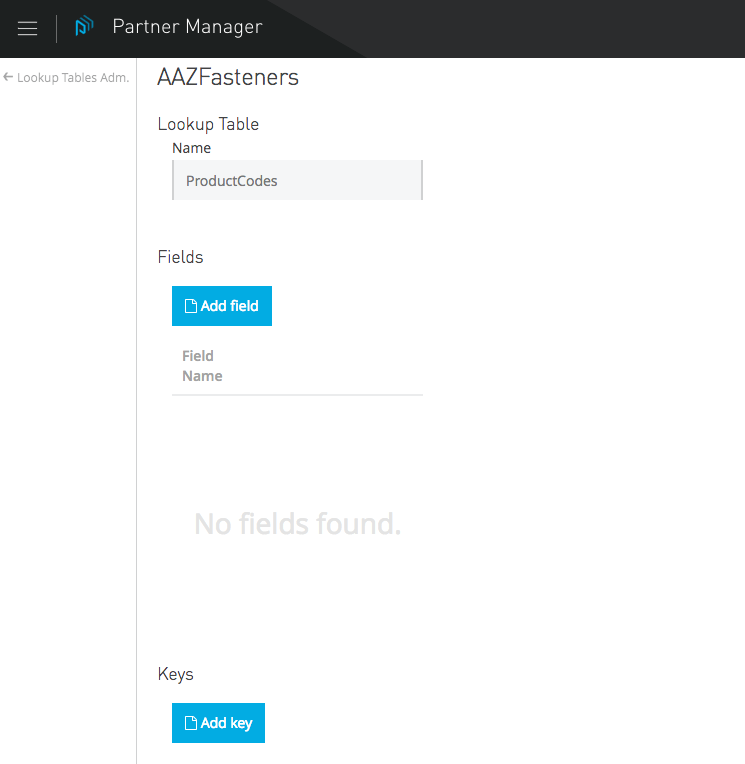 Partner Manager
Lookup Tables Adm.
AAZFasteners
Lookup Table
Name
ProductCodes
Fields
Add field
Field
Name
No fields found.
Keys
Add key